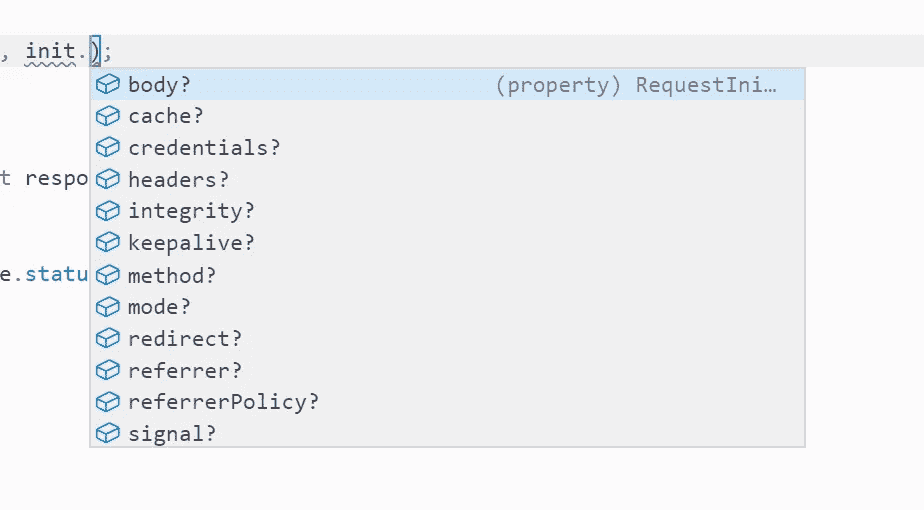 , init.);
body? (property) RequestIni…
cache?
credentials?
t respo headers?
integrity?
keepalive?
e.statu method?
mode?
redirect?
referrer?
referrerPolicy?
signal?